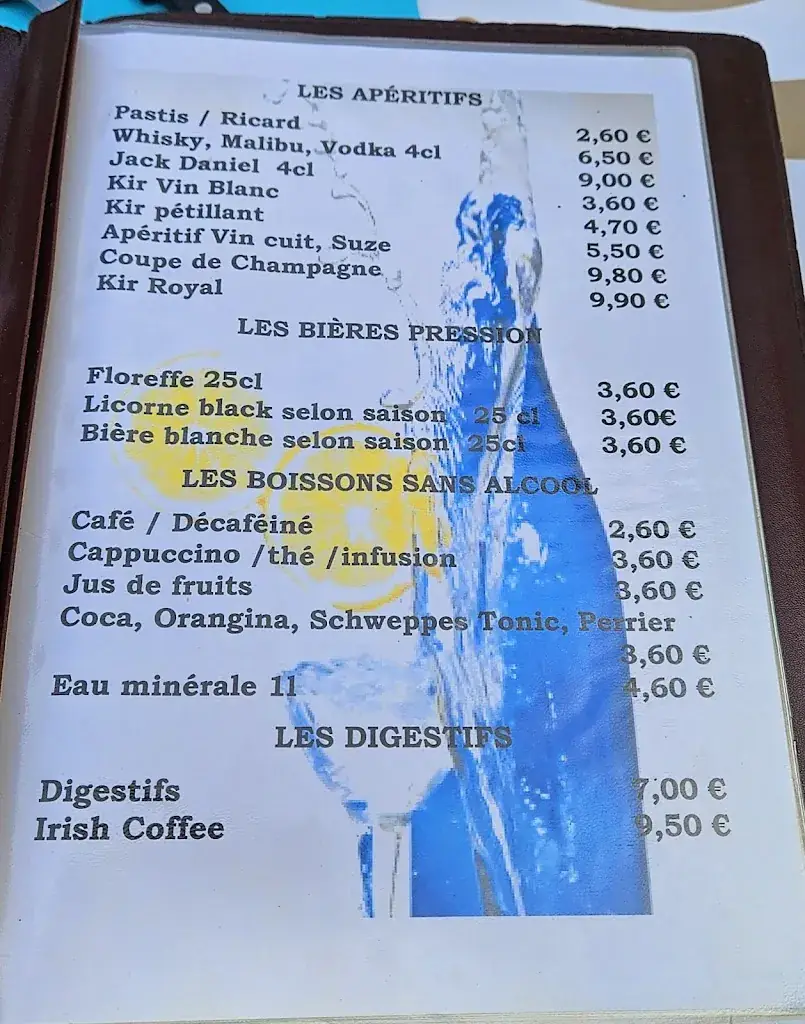 LES APÉRITIFS
Pastis / Ricard 2,60 €
Whisky, Malibu, Vodka 4cl 6,50 €
Jack Daniel 4cl 9,00 €
Kir Vin Blanc 3,60 €
Kir pétillant 4,70 €
Apéritif Vin cuit, Suze 5,50 €
Coupe de Champagne 9,80 €
Kir Royal 9,90 €
LES BIÈRES PRESSION
Floreffe 25cl 3,60 €
Licorne black selon saison 25 cl 3,60€
Bière blanche selon saison 25cl 3,60 €
LES BOISSONS SANS ALCOOL
Café / Décaféiné 2,60 €
Cappuccino /thé /infusion 3,60 €
Jus de fruits 3,60 €
Coca, Orangina, Schweppes Tonic, Perrier
3,60 €
Eau minérale 1l 4,60 €
LES DIGESTIFS
Digestifs 7,00 €
Irish Coffee 9,50 €